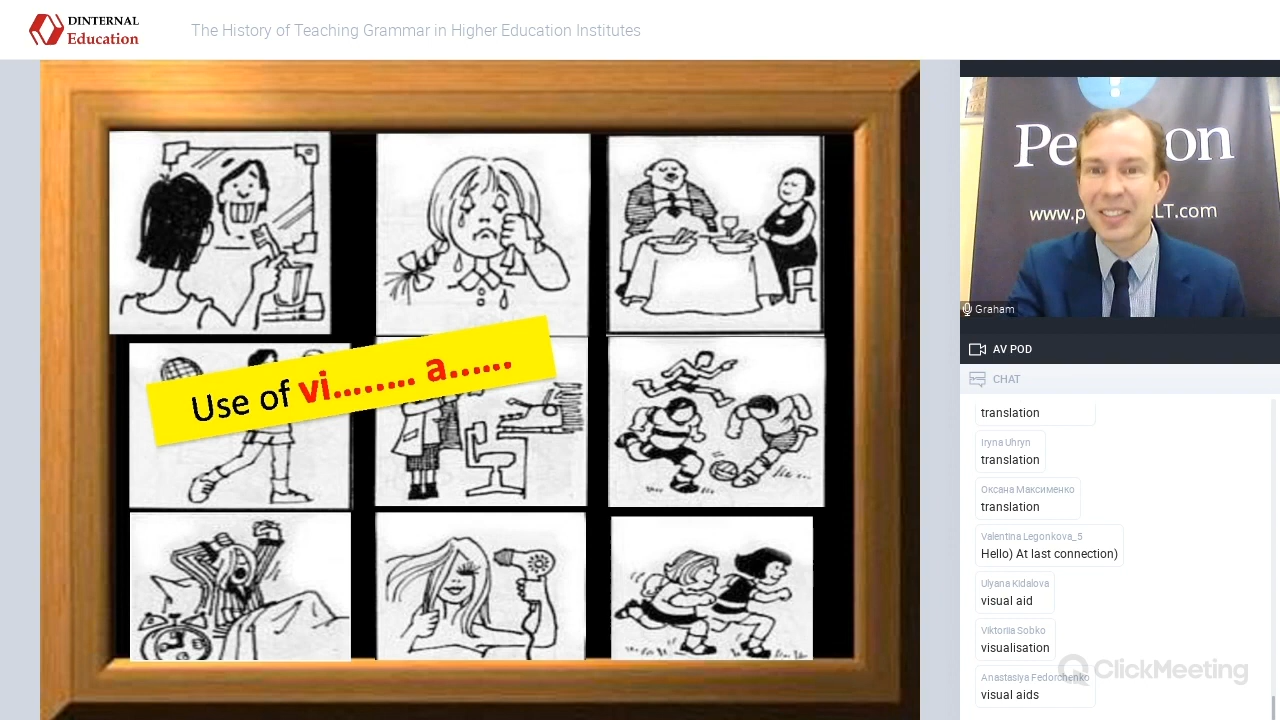 DINTERNAL
Education
The History of Teaching Grammar in Higher Education Institutes
Use of vi........ a......
Pe on
www.p LT.com
Graham
AV POD
CHAT
translation
Iryna Uhryn
translation
Оксана Максименко
translation
Valentina Legonkova_5
Hello) At last connection)
Ulyana Kidalova
visual aid
Viktoriia Sobko
visualisation
Anastasiya Fedorchenko
visual aids
ClickMeeting